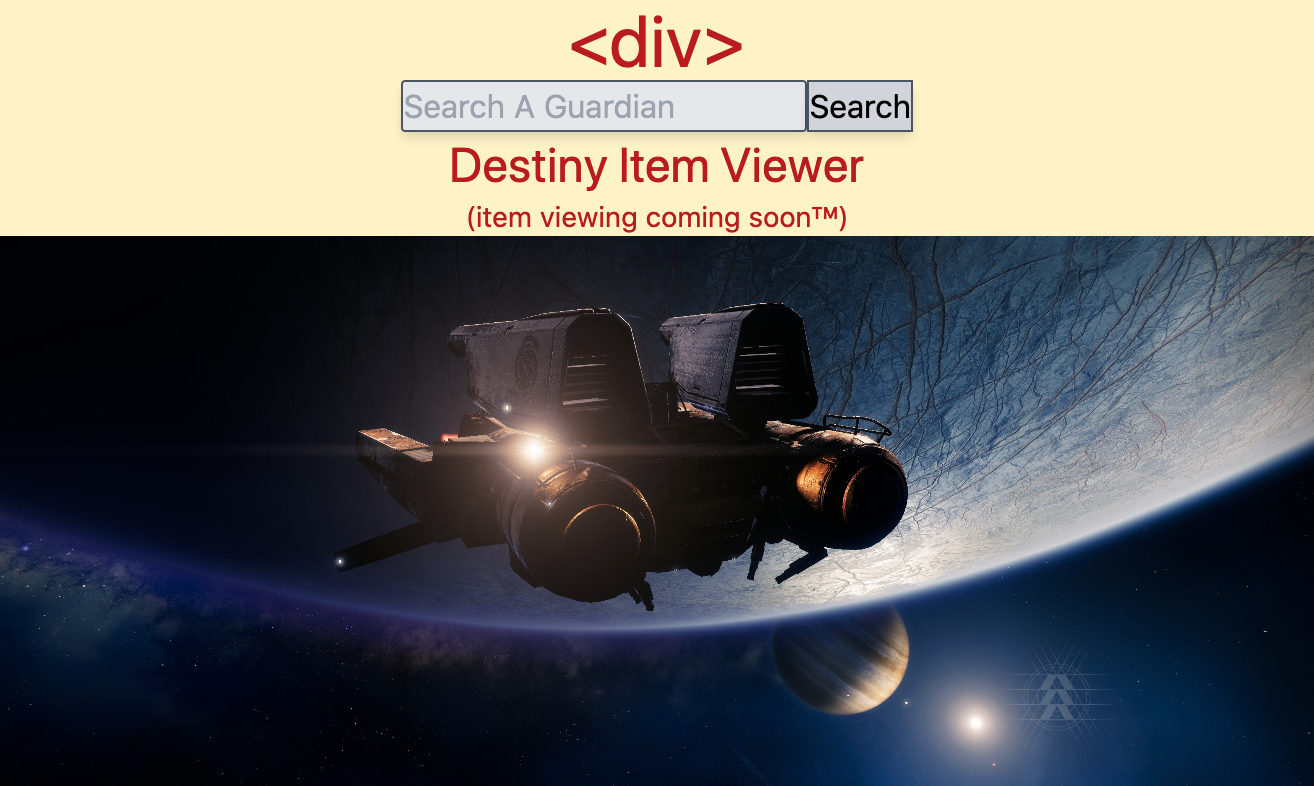 <div>
Search A Guardian Search
Destiny Item Viewer
(item viewing coming soon™)